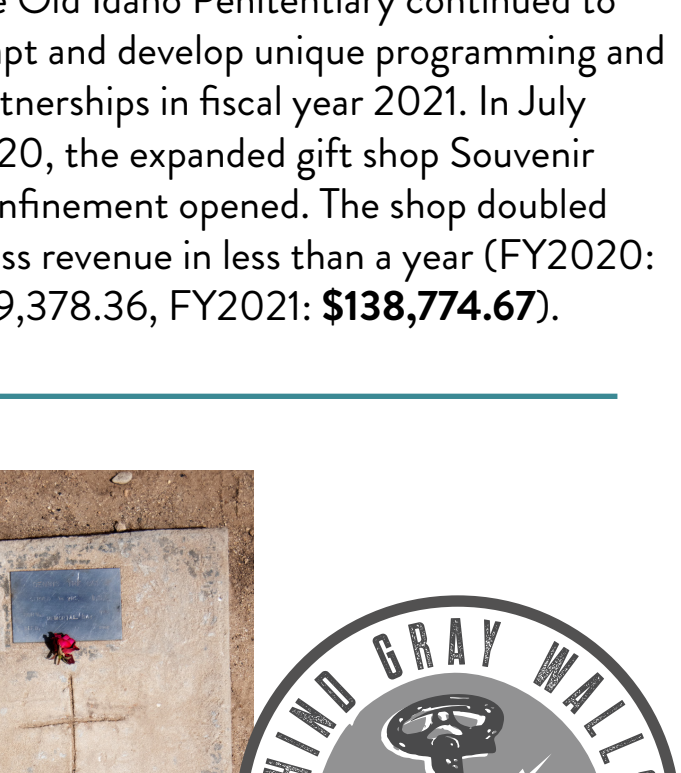 Old Idaho Penitentiary continued to
pt and develop unique programming and
tnerships in fiscal year 2021. In July
20, the expanded gift shop Souvenir
nfinement opened. The shop doubled
ss revenue in less than a year (FY2020:
9,378.36, FY2021: $138,774.67).
HIND GRAY WALLS